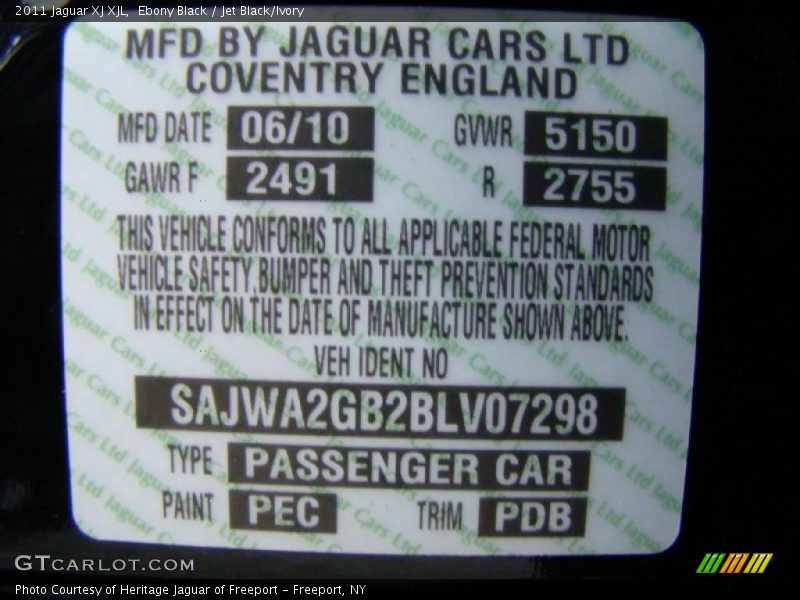 2011 Jaguar XJ XJL, Ebony Black / Jet Black/Ivory
MFD BY JAGUAR CARS LTD
COVENTRY ENGLAND
MFD DATE 06/10 GVWR 5150
GAWR F 2491 R 2755
THIS VEHICLE CONFORMS TO ALL APPLICABLE FEDERAL MOTOR
VEHICLE SAFETY, BUMPER AND THEFT PREVENTION STANDARDS
IN EFFECT ON THE DATE OF MANUFACTURE SHOWN ABOVE.
VEH IDENT NO
SAJWA2GB2BLV07298
TYPE PASSENGER CAR
PAINT PEC TRIM PDB
GTCARLOT.COM
Photo Courtesy of Heritage Jaguar of Freeport - Freeport, NY